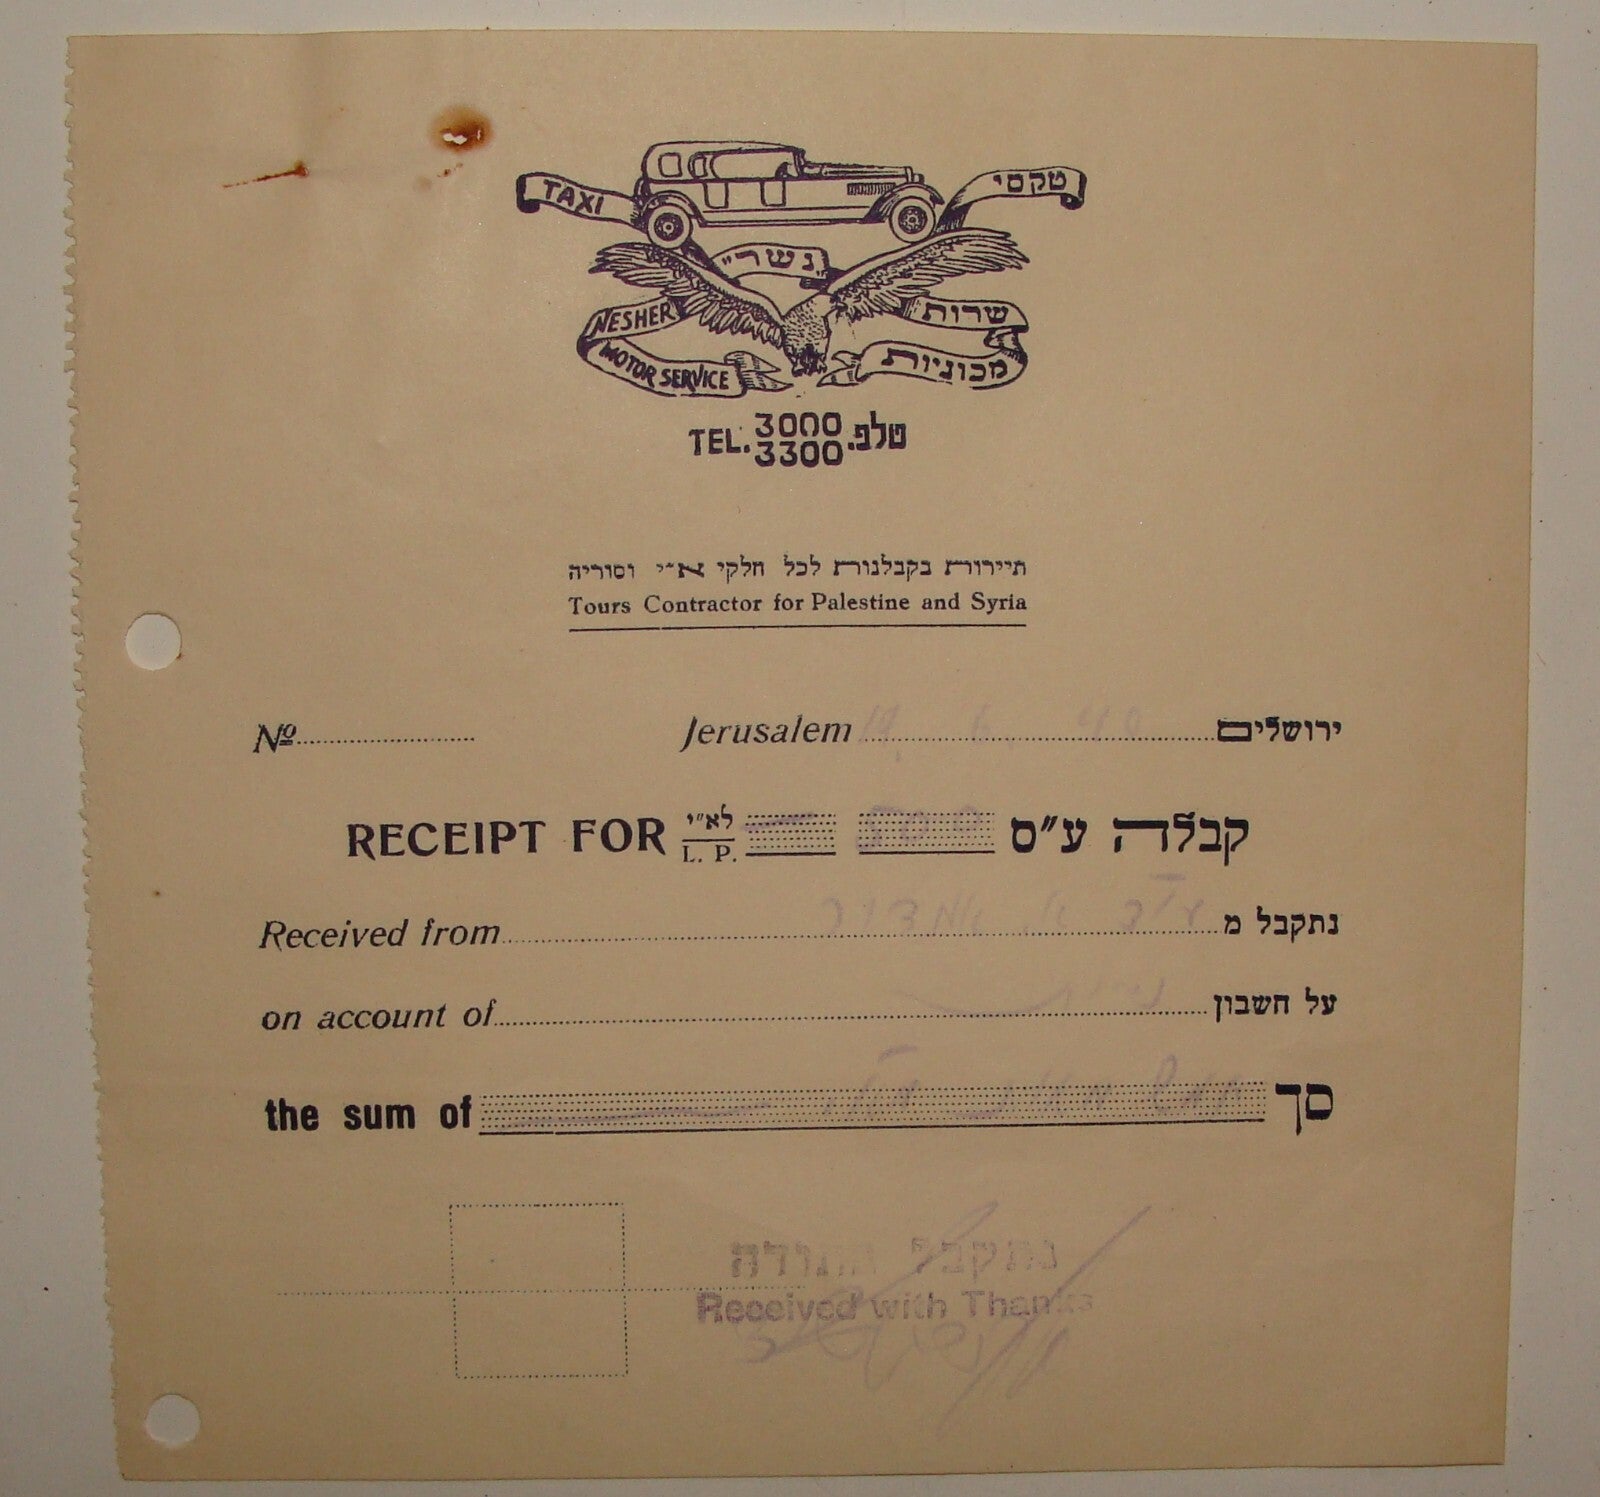 TAXI
טקסי
"נשר"
NESHER
MOTOR SERVICE
שרות
מכוניות
TEL. 3000 טלפ.
3300
תיירות בקבלנות לכל חלקי א"י וסוריה
Tours Contractor for Palestine and Syria
No Jerusalem ירושלים
RECEIPT FOR לא"י קבלה ע"ס
L. P.
Received from נתקבל מ
on account of על חשבון
the sum of סך
נתקבל בתודה
Received with Thanks